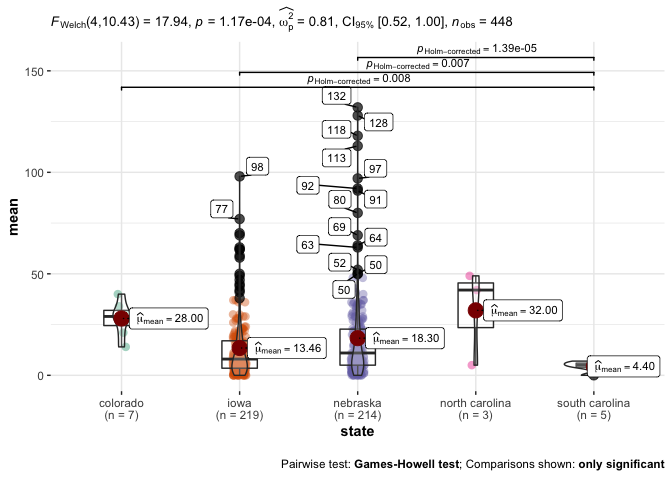 F_Welch(4,10.43) = 17.94, p = 1.17e-04, ω̂²_p = 0.81, CI_95% [0.52, 1.00], n_obs = 448
p_Holm-corrected = 1.39e-05
p_Holm-corrected = 0.007
p_Holm-corrected = 0.008
150
132
128
118
113
100
98
97
92
91
80
77
69
64
63
52
50
50
50
μ̂_mean = 28.00
μ̂_mean = 13.46
μ̂_mean = 18.30
μ̂_mean = 32.00
μ̂_mean = 4.40
0
mean
colorado
(n = 7)
iowa
(n = 219)
nebraska
(n = 214)
north carolina
(n = 3)
south carolina
(n = 5)
state
Pairwise test: Games-Howell test; Comparisons shown: only significant